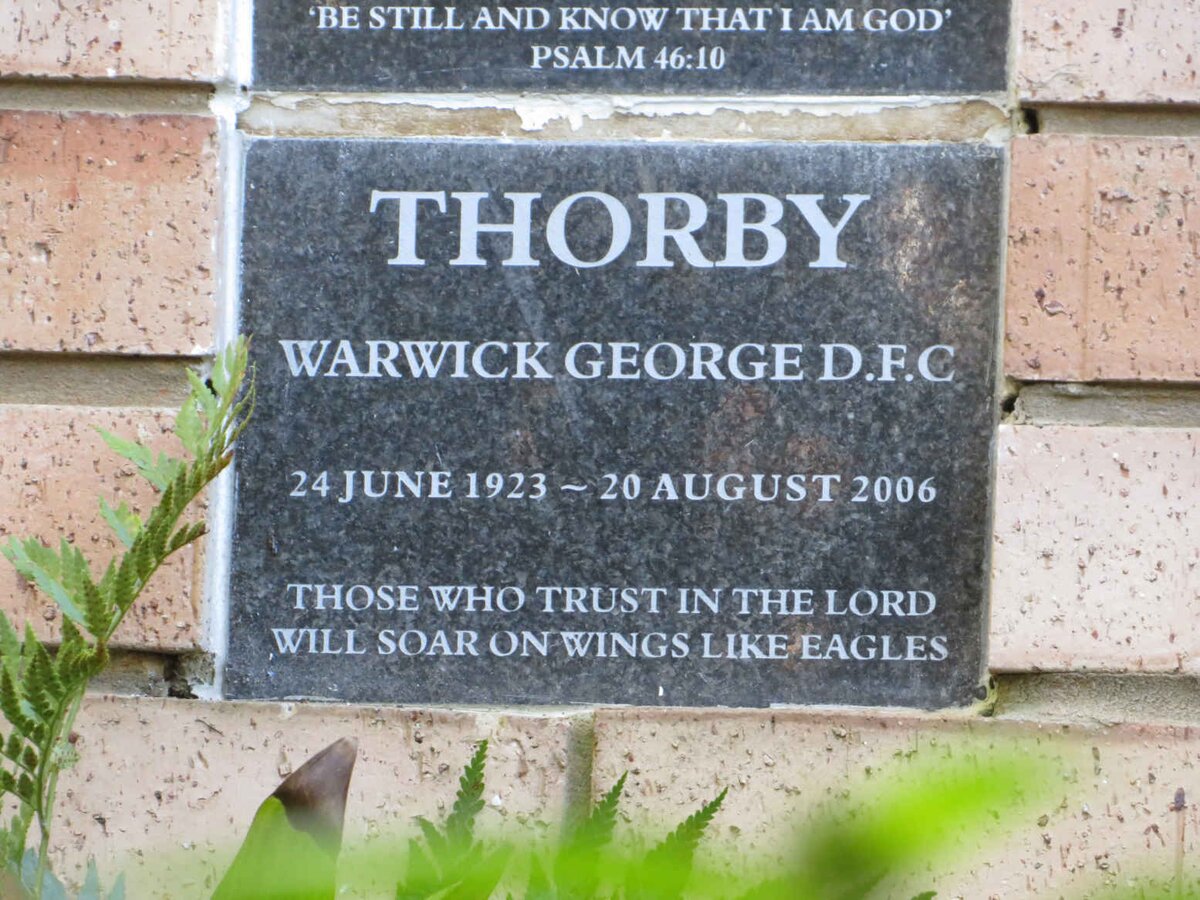 ‘BE STILL AND KNOW THAT I AM GOD’
PSALM 46:10
THORBY
WARWICK GEORGE D.F.C
24 JUNE 1923 ~ 20 AUGUST 2006
THOSE WHO TRUST IN THE LORD
WILL SOAR ON WINGS LIKE EAGLES